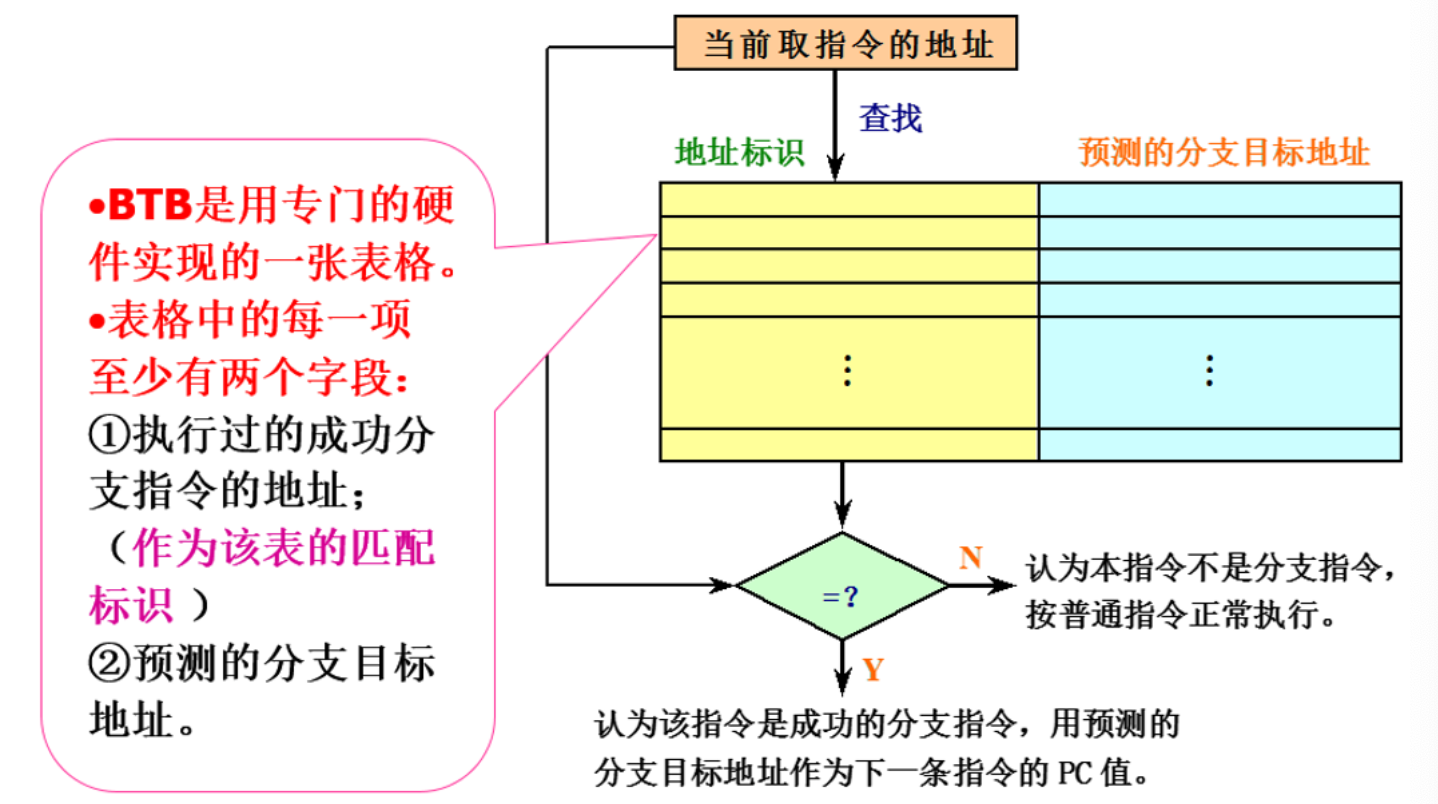 当前取指令的地址
查找
地址标识
预测的分支目标地址
•BTB是用专门的硬
件实现的一张表格。
•表格中的每一项
至少有两个字段：
①执行过的成功分
支指令的地址；
（作为该表的匹配
标识 ）
②预测的分支目标
地址。
⋮
⋮
=？
N
认为本指令不是分支指令，
按普通指令正常执行。
Y
认为该指令是成功的分支指令，用预测的
分支目标地址作为下一条指令的 PC 值。